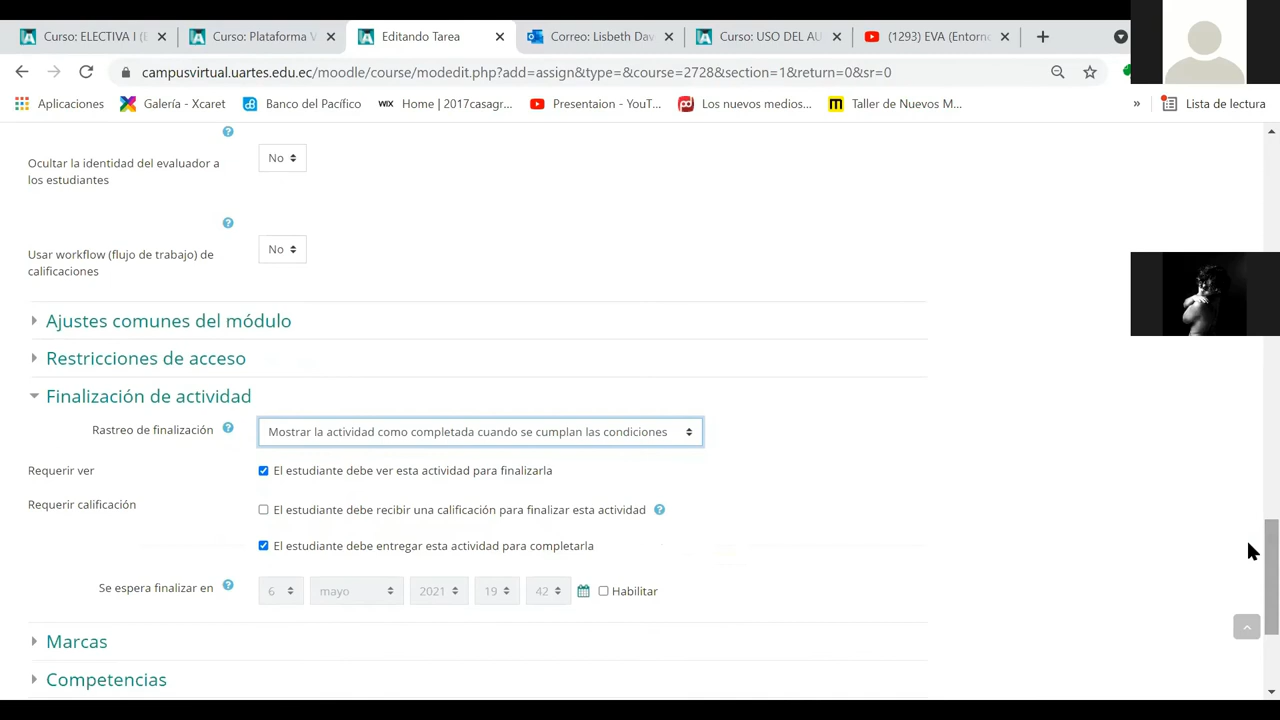 Curso: ELECTIVA I (E
Curso: Plataforma V
Editando Tarea
Correo: Lisbeth Dav
Curso: USO DEL AU
(1293) EVA (Entorno
campusvirtual.uartes.edu.ec/moodle/course/modedit.php?add=assign&type=&course=2728&section=1&return=0&sr=0
Aplicaciones
Galería - Xcaret
Banco del Pacífico
WIX Home | 2017casagr...
Presentaion - YouT...
Los nuevos medios...
Taller de Nuevos M...
»
Lista de lectura
Ocultar la identidad del evaluador a
los estudiantes
No
Usar workflow (flujo de trabajo) de
calificaciones
No
Ajustes comunes del módulo
Restricciones de acceso
Finalización de actividad
Rastreo de finalización
Mostrar la actividad como completada cuando se cumplan las condiciones
Requerir ver
El estudiante debe ver esta actividad para finalizarla
Requerir calificación
El estudiante debe recibir una calificación para finalizar esta actividad
El estudiante debe entregar esta actividad para completarla
Se espera finalizar en
6 mayo 2021 19 42 Habilitar
Marcas
Competencias